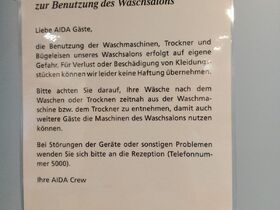 zur Benutzung des Waschsalons
Liebe AIDA Gäste,
die Benutzung der Waschmaschinen, Trockner und
Bügeleisen unseres Waschsalons erfolgt auf eigene
Gefahr. Für Verlust oder Beschädigung von Kleidungs-
stücken können wir leider keine Haftung übernehmen.
Bitte achten Sie darauf, Ihre Wäsche nach dem
Waschen oder Trocknen zeitnah aus der Waschma-
schine bzw. dem Trockner zu entnehmen, damit auch
weitere Gäste die Maschinen des Waschsalons nutzen
können.
Bei Störungen der Geräte oder sonstigen Problemen
wenden Sie sich bitte an die Rezeption (Telefonnum-
mer 5000).
Ihre AIDA Crew